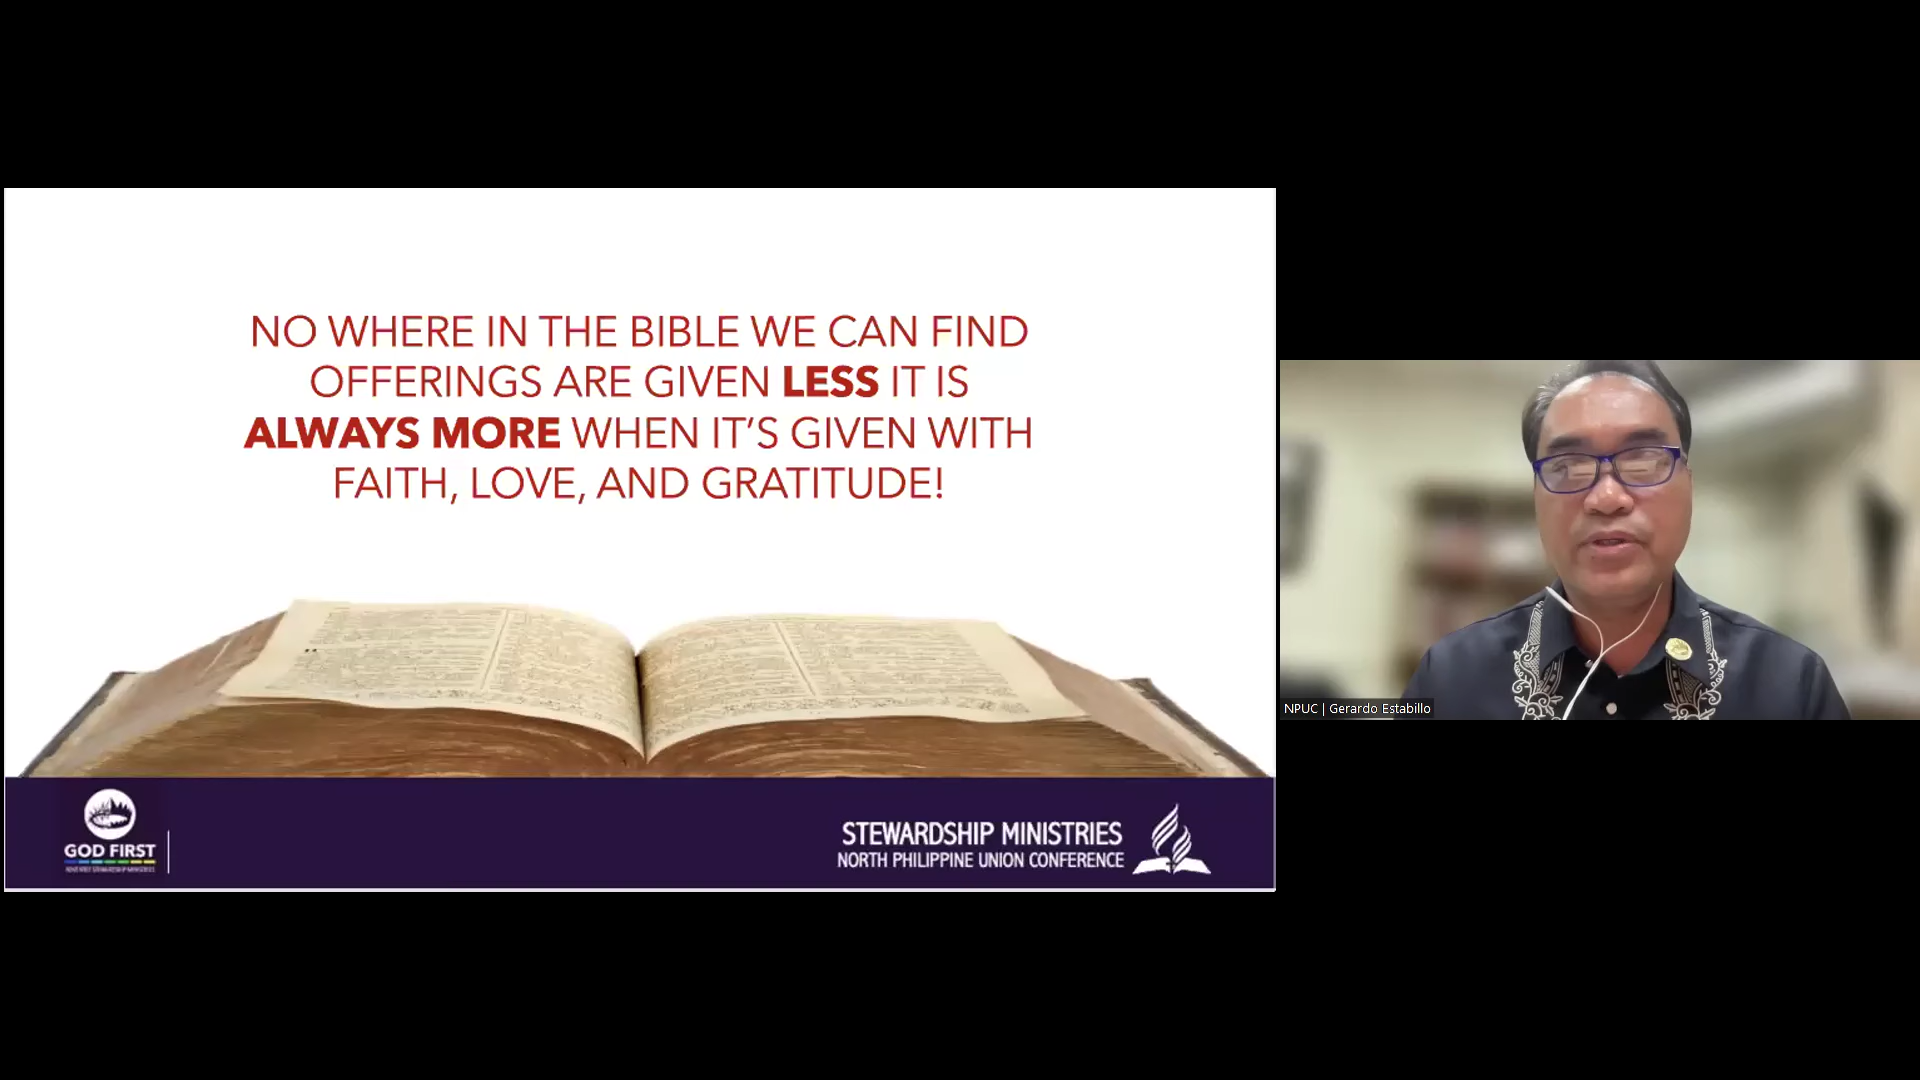 NO WHERE IN THE BIBLE WE CAN FIND
OFFERINGS ARE GIVEN LESS IT IS
ALWAYS MORE WHEN IT'S GIVEN WITH
FAITH, LOVE, AND GRATITUDE!
GOD FIRST
STEWARDSHIP MINISTRIES
NORTH PHILIPPINE UNION CONFERENCE
NPUC | Gerardo Estabillo